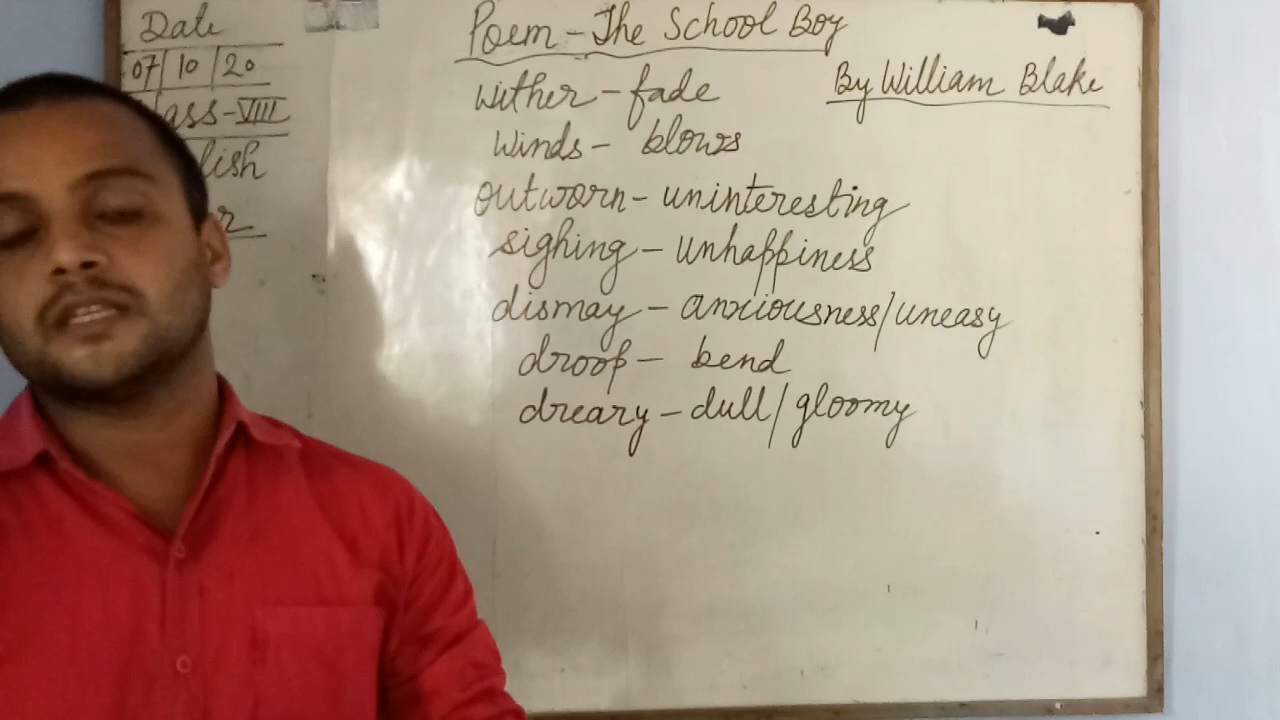 Date
07/10/20
ass-VIII
lish
r
Poem - The School Boy
By William Blake
wither - fade
winds - blows
outworn - uninteresting
sighing - unhappiness
dismay - anxiousness/uneasy
droop - bend
dreary - dull/gloomy